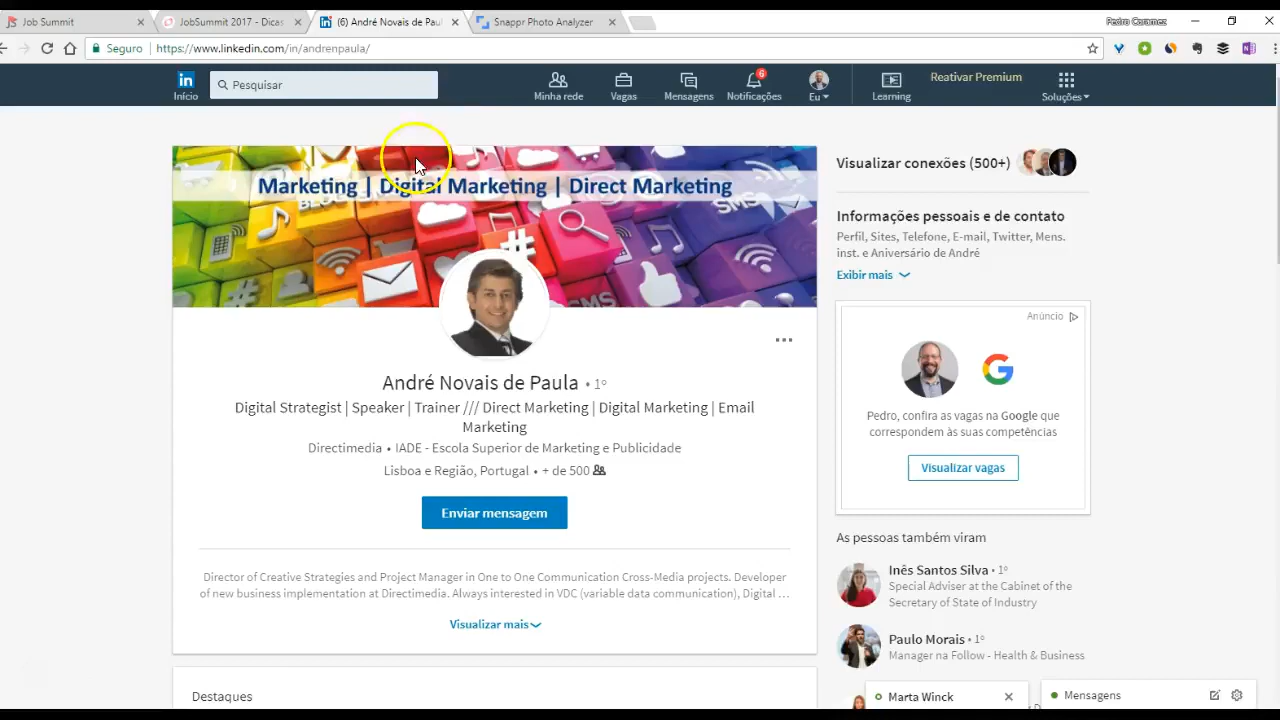 Job Summit
JobSummit 2017 - Dicas
(6) André Novais de Paul
Snappr Photo Analyzer
Pedro Caramez
Seguro
https://www.linkedin.com/in/andrenpaula/
in
Início
Pesquisar
Minha rede
Vagas
Mensagens
6
Notificações
Eu
Learning
Reativar Premium
Soluções
Marketing | Digital Marketing | Direct Marketing
SMS
SMS
André Novais de Paula • 1º
Digital Strategist | Speaker | Trainer /// Direct Marketing | Digital Marketing | Email
Marketing
Directimedia • IADE - Escola Superior de Marketing e Publicidade
Lisboa e Região, Portugal • + de 500
Enviar mensagem
Director of Creative Strategies and Project Manager in One to One Communication Cross-Media projects. Developer
of new business implementation at Directimedia. Always interested in VDC (variable data communication), Digital ...
Visualizar mais
Destaques
Visualizar conexões (500+)
Informações pessoais e de contato
Perfil, Sites, Telefone, E-mail, Twitter, Mens.
inst. e Aniversário de André
Exibir mais
Anúncio
Pedro, confira as vagas na Google que
correspondem às suas competências
Visualizar vagas
As pessoas também viram
Inês Santos Silva • 1º
Special Adviser at the Cabinet of the
Secretary of State of Industry
Paulo Morais • 1º
Manager na Follow - Health & Business
Marta Winck
Mensagens